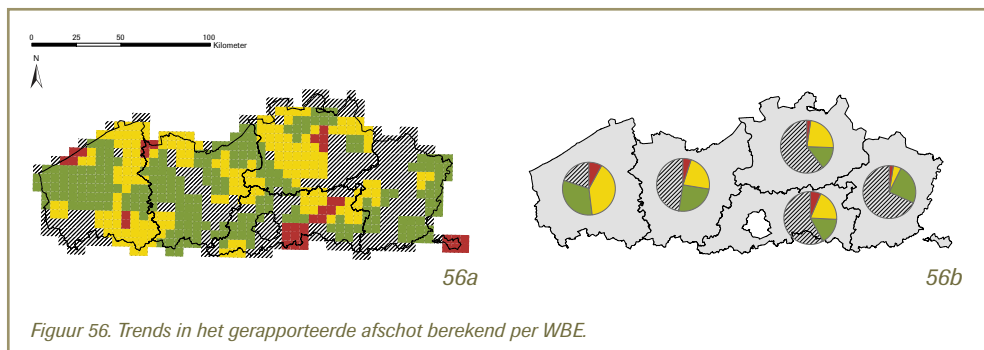 0 25 50 100
Kilometer
N
56a 56b
Figuur 56. Trends in het gerapporteerde afschot berekend per WBE.